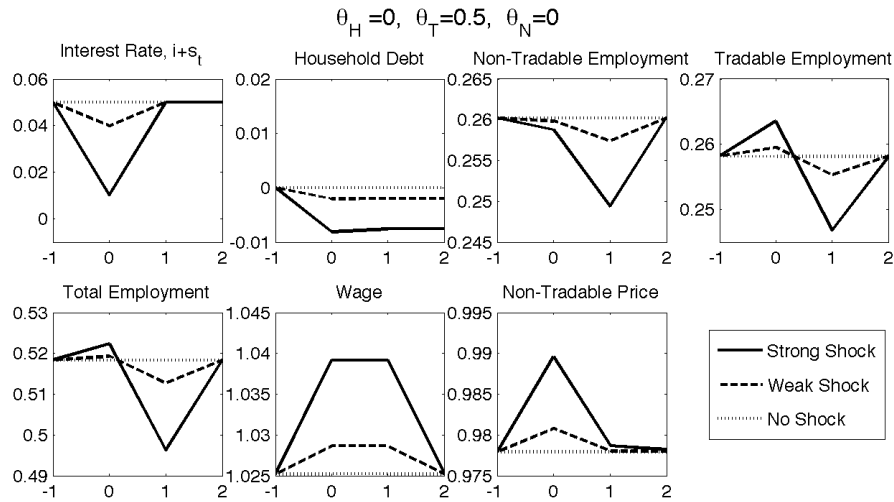 θ_H =0, θ_T=0.5, θ_N=0
Interest Rate, i+s_t
0.06
0.04
0.02
0
-1 0 1 2
Household Debt
0.02
0.01
0
-0.01
-1 0 1 2
Non-Tradable Employment
0.265
0.26
0.255
0.25
0.245
-1 0 1 2
Tradable Employment
0.27
0.26
0.25
-1 0 1 2
Total Employment
0.53
0.52
0.51
0.5
0.49
-1 0 1 2
Wage
1.045
1.04
1.035
1.03
1.025
-1 0 1 2
Non-Tradable Price
0.995
0.99
0.985
0.98
0.975
-1 0 1 2
Strong Shock
Weak Shock
No Shock